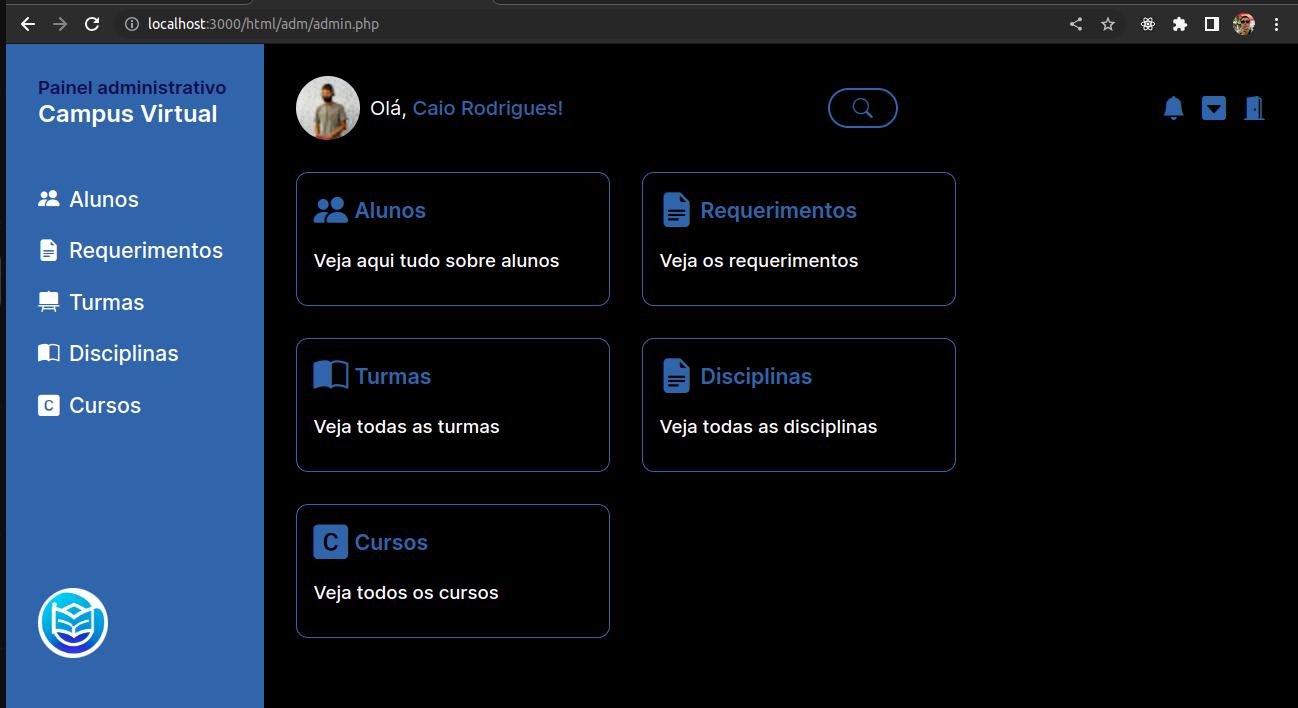 localhost:3000/html/adm/admin.php
Painel administrativo
Campus Virtual
Alunos
Requerimentos
Turmas
Disciplinas
C Cursos
Olá, Caio Rodrigues!
Alunos
Veja aqui tudo sobre alunos
Requerimentos
Veja os requerimentos
Turmas
Veja todas as turmas
Disciplinas
Veja todas as disciplinas
C Cursos
Veja todos os cursos